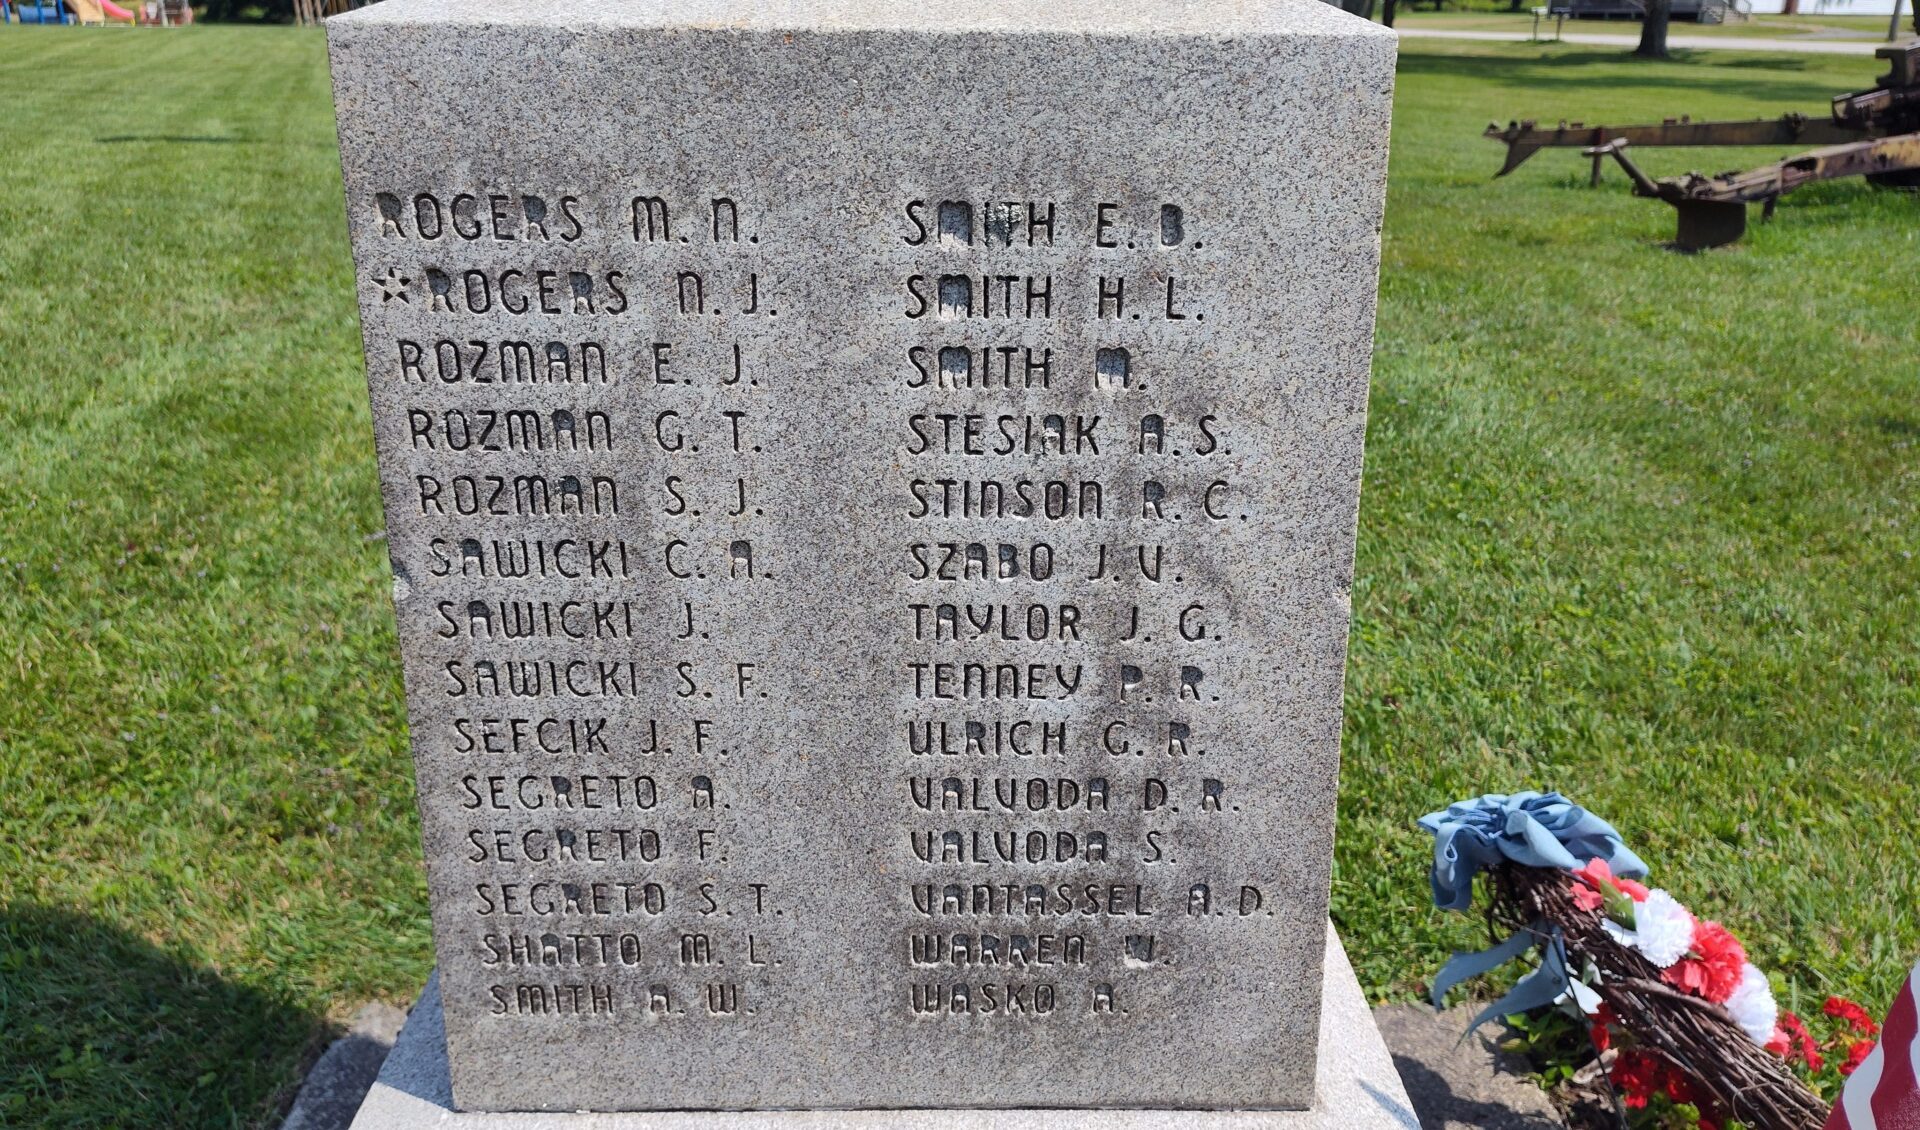 ROGERS M. N.
☆ROGERS N. J.
ROZMAN E. J.
ROZMAN G. T.
ROZMAN S. J.
SAWICKI C. A.
SAWICKI J.
SAWICKI S. F.
SEFCIK J. F.
SEGRETO A.
SEGRETO F.
SEGRETO S. T.
SHATTO M. L.
SMITH A. W.
SMITH E. B.
SMITH H. L.
SMITH M.
STESIAK A. S.
STINSON R. C.
SZABO J. V.
TAYLOR J. G.
TENNEY P. R.
ULRICH G. R.
VALVODA D. R.
VALVODA S.
VANTASSEL A. D.
WARREN W.
WASKO A.